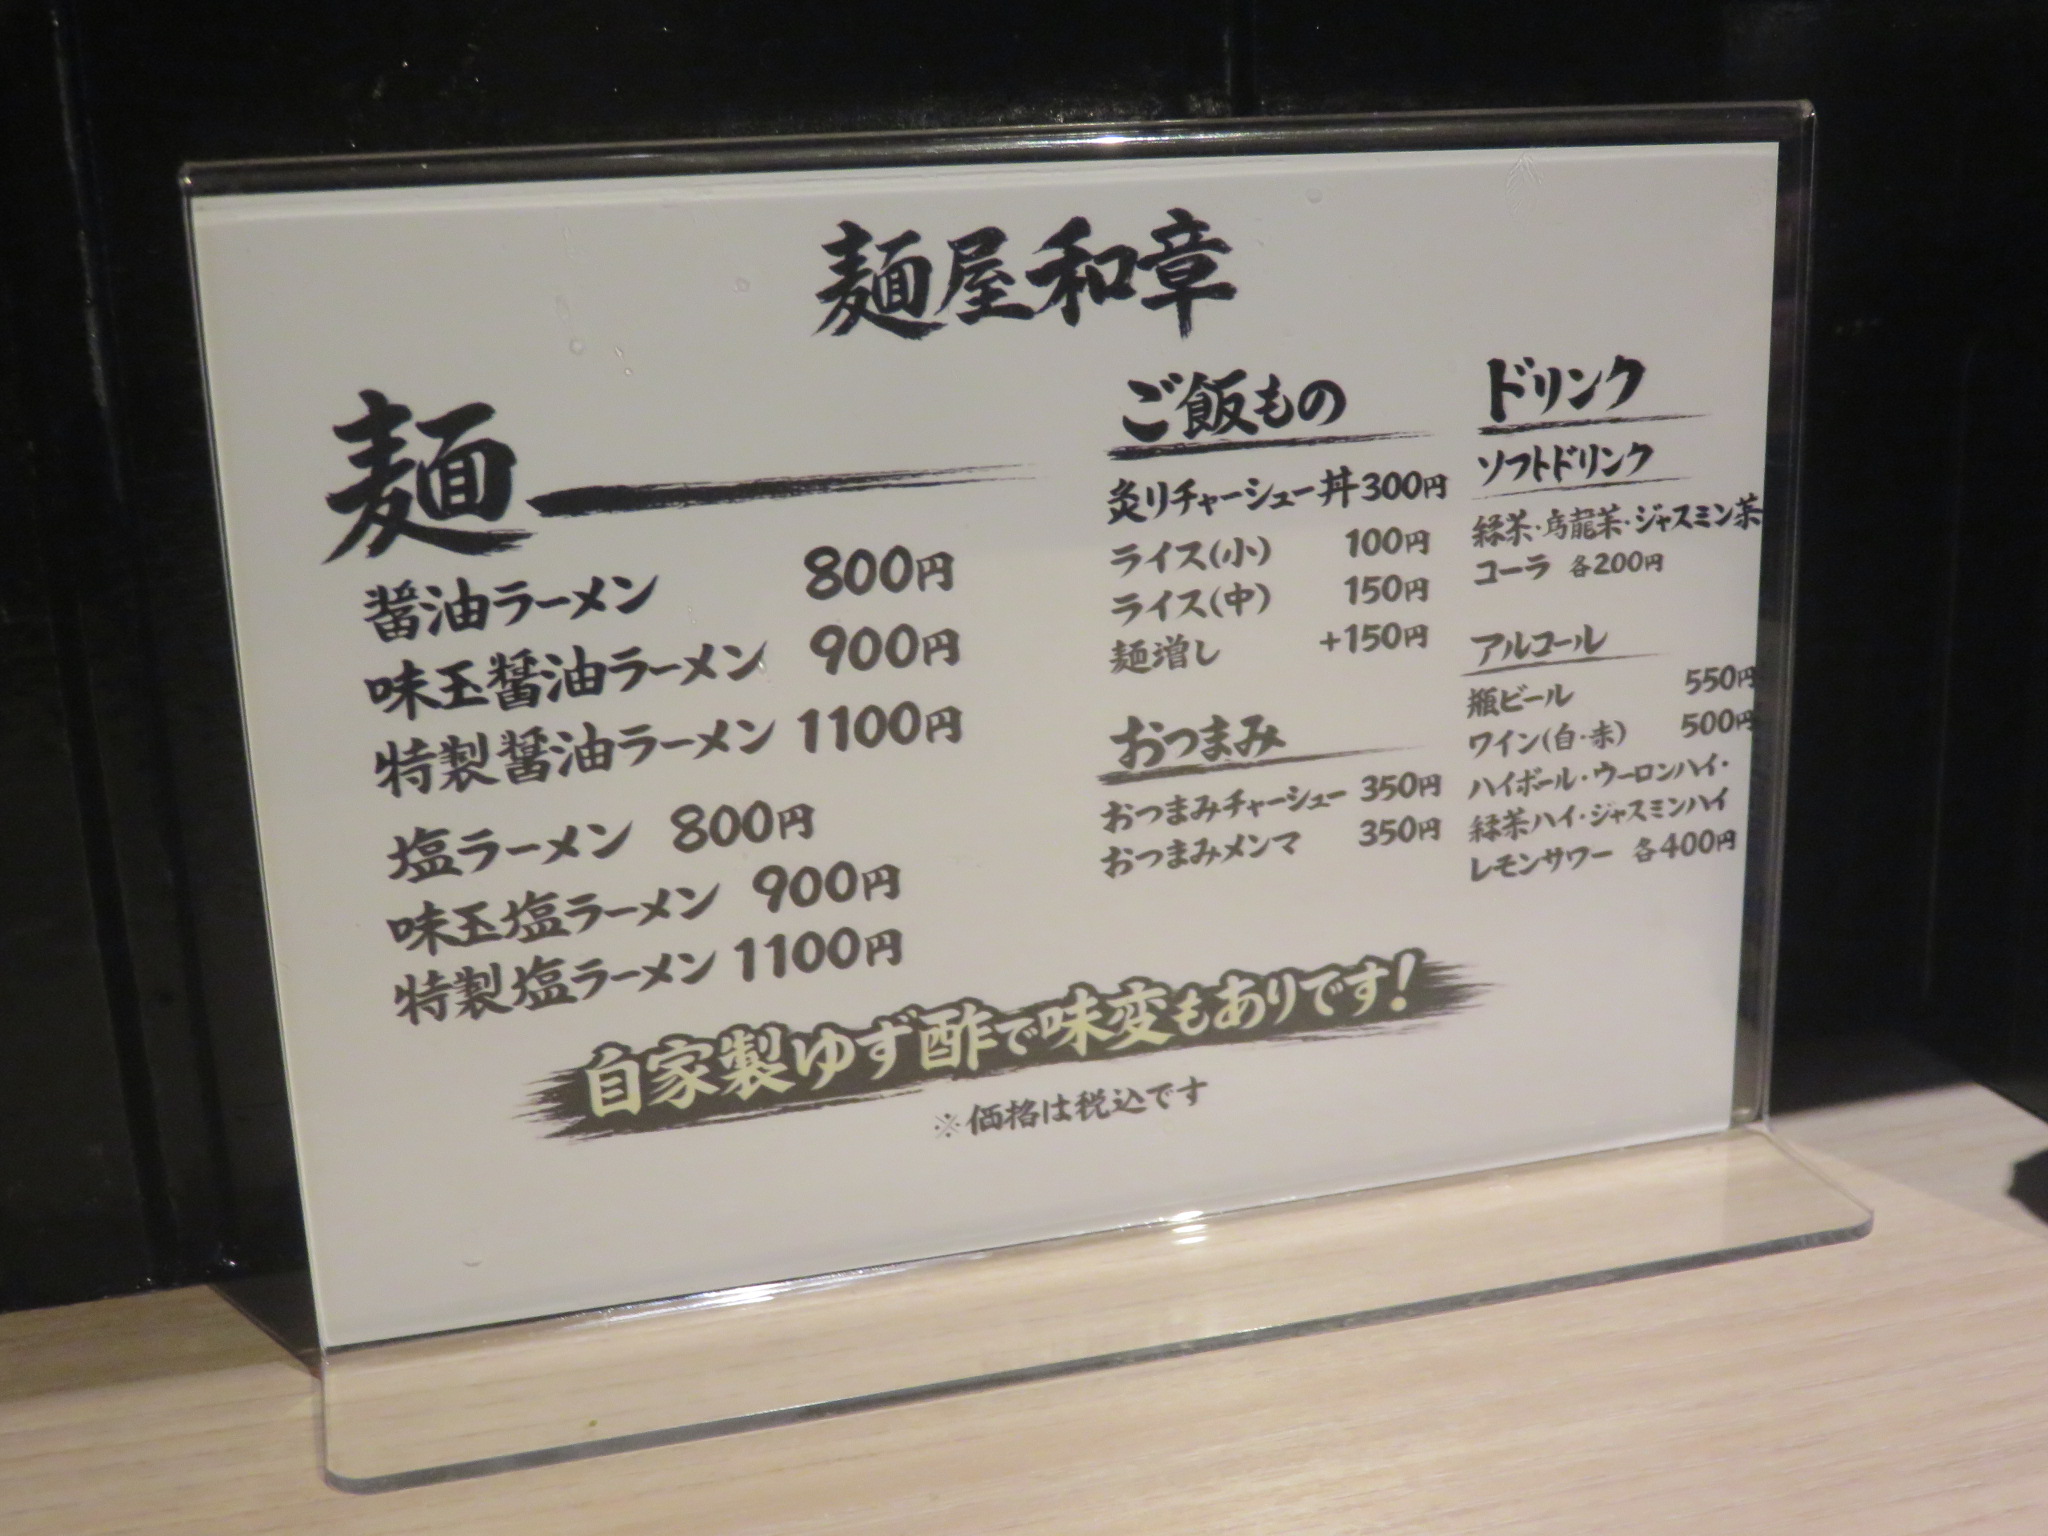 麺屋和章
麺
醤油ラーメン 800円
味玉醤油ラーメン 900円
特製醤油ラーメン 1100円
塩ラーメン 800円
味玉塩ラーメン 900円
特製塩ラーメン 1100円
ご飯もの
炙りチャーシュー丼 300円
ライス(小) 100円
ライス(中) 150円
麺増し +150円
おつまみ
おつまみチャーシュー 350円
おつまみメンマ 350円
ドリンク
ソフトドリンク
緑茶・烏龍茶・ジャスミン茶
コーラ 各200円
アルコール
瓶ビール 550円
ワイン(白・赤) 500円
ハイボール・ウーロンハイ・
緑茶ハイ・ジャスミンハイ
レモンサワー 各400円
自家製ゆず酢で味変もありです!
※価格は税込です